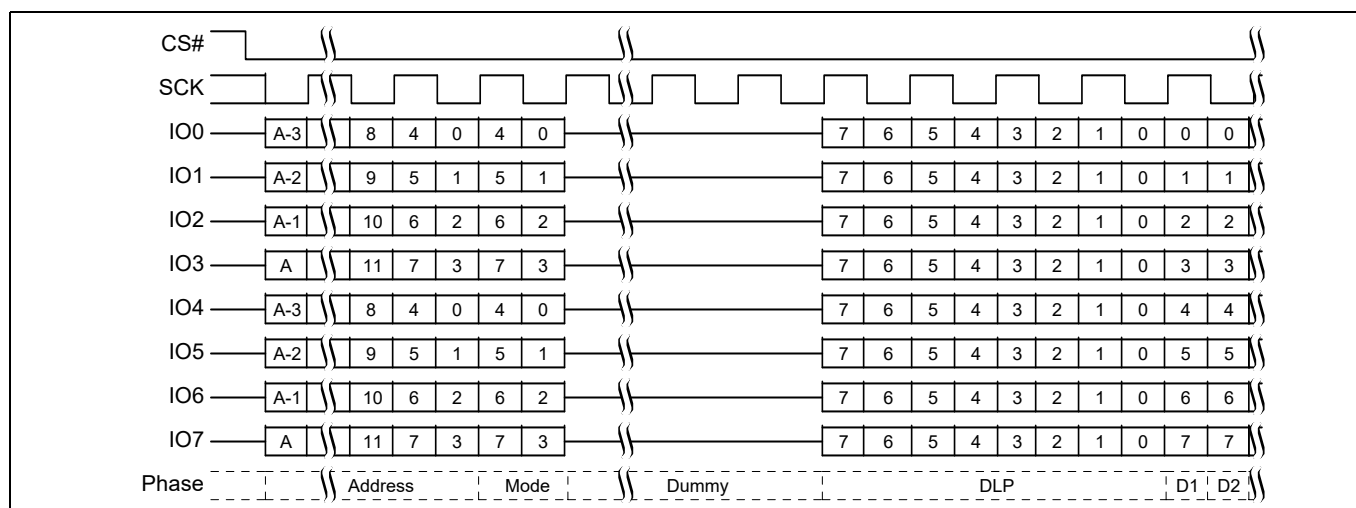 CS#
SCK
IO0 A-3 8 4 0 4 0 7 6 5 4 3 2 1 0 0 0
IO1 A-2 9 5 1 5 1 7 6 5 4 3 2 1 0 1 1
IO2 A-1 10 6 2 6 2 7 6 5 4 3 2 1 0 2 2
IO3 A 11 7 3 7 3 7 6 5 4 3 2 1 0 3 3
IO4 A-3 8 4 0 4 0 7 6 5 4 3 2 1 0 4 4
IO5 A-2 9 5 1 5 1 7 6 5 4 3 2 1 0 5 5
IO6 A-1 10 6 2 6 2 7 6 5 4 3 2 1 0 6 6
IO7 A 11 7 3 7 3 7 6 5 4 3 2 1 0 7 7
Phase Address Mode Dummy DLP D1 D2